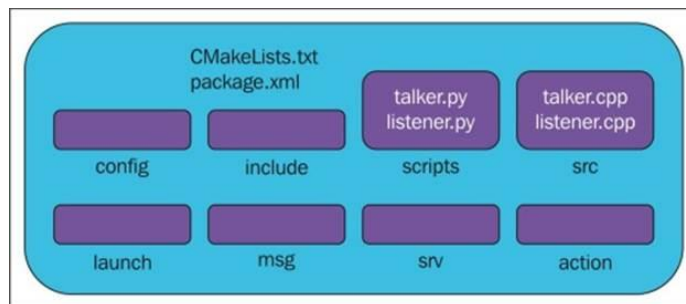 CMakeLists.txt
package.xml
talker.py
listener.py
talker.cpp
listener.cpp
config
include
scripts
src
launch
msg
srv
action